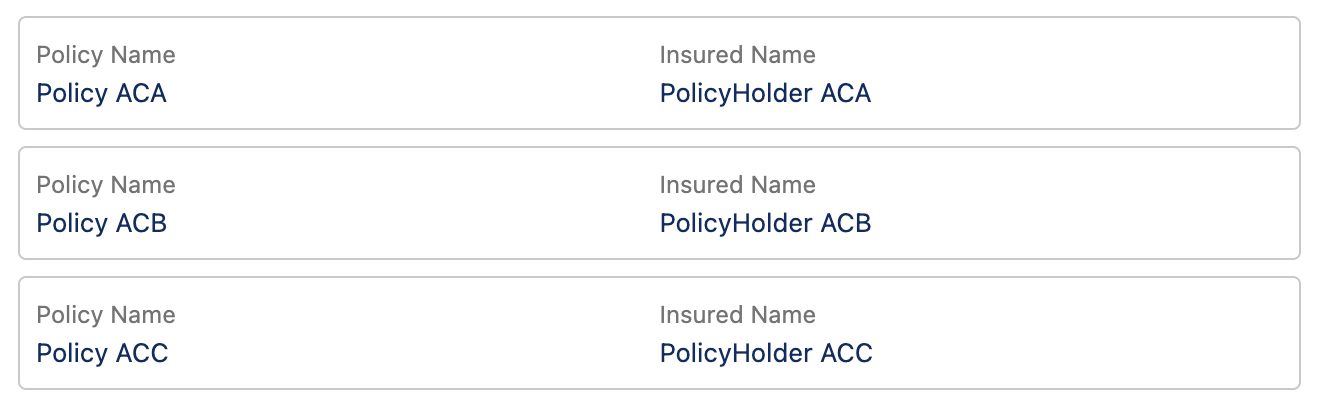 Policy Name Insured Name
Policy ACA PolicyHolder ACA
Policy Name Insured Name
Policy ACB PolicyHolder ACB
Policy Name Insured Name
Policy ACC PolicyHolder ACC